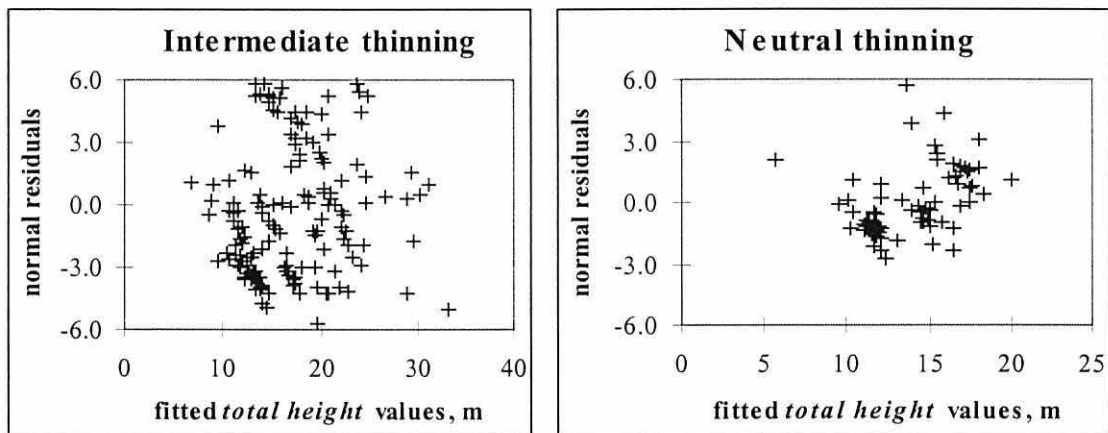 Intermediate thinning
normal residuals
6.0
3.0
0.0
-3.0
-6.0
0 10 20 30 40
fitted total height values, m
Neutral thinning
normal residuals
6.0
3.0
0.0
-3.0
-6.0
0 5 10 15 20 25
fitted total height values, m